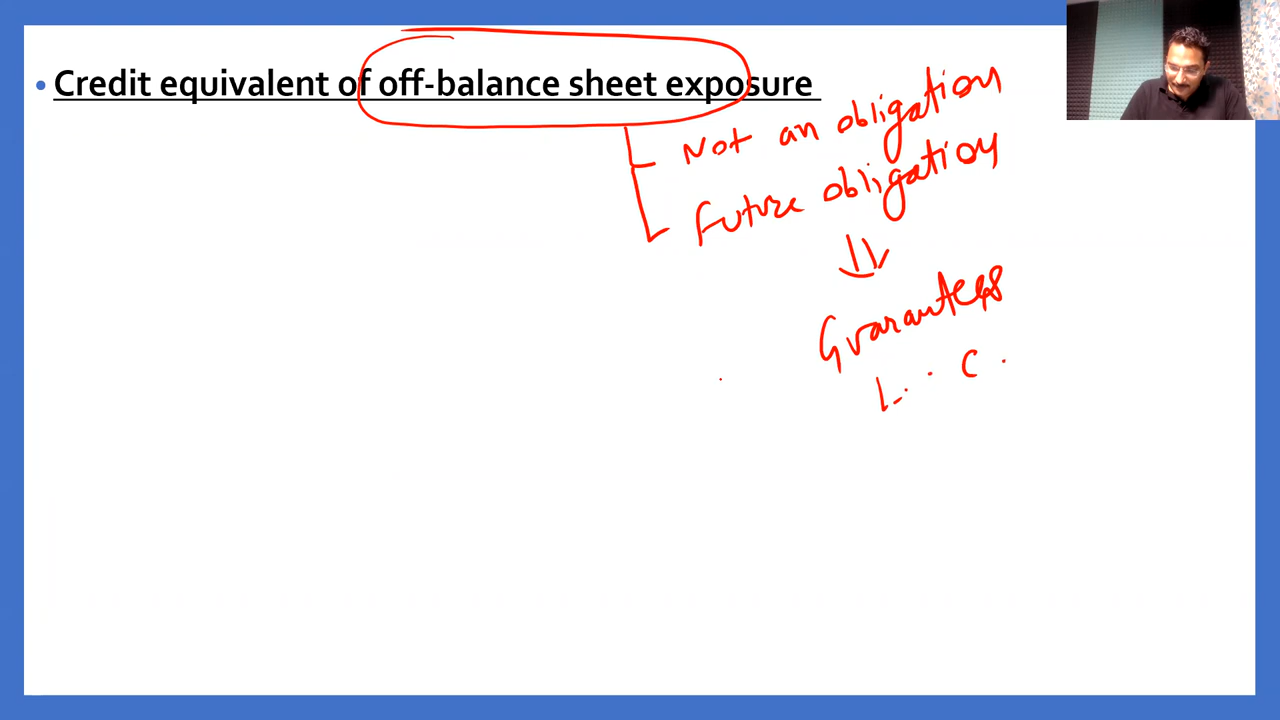 • Credit equivalent of off-balance sheet exposure
Not an obligation
Future obligation
Guarantees
L. C.